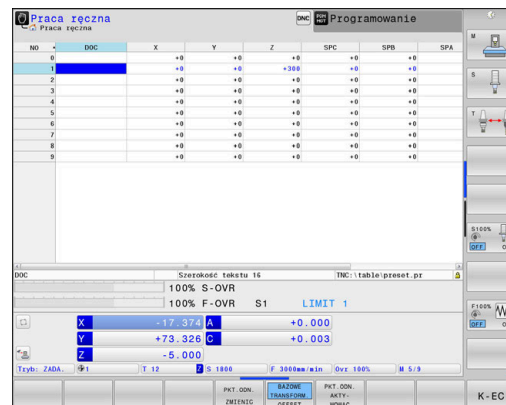 Praca ręczna
DNC
Programowanie
Praca ręczna
NO DOC X Y Z SPC SPB SPA
0 +0 +0 +0 +0 +0
1 +0 +0 +300 +0 +0
2 +0 +0 +0 +0 +0
3 +0 +0 +0 +0 +0
4 +0 +0 +0 +0 +0
5 +0 +0 +0 +0 +0
6 +0 +0 +0 +0 +0
7 +0 +0 +0 +0 +0
8 +0 +0 +0 +0 +0
9 +0 +0 +0 +0 +0
DOC Szerokość tekstu 16 TNC:\table\preset.pr
100% S-OVR
100% F-OVR S1 LIMIT 1
X -17.374 A +0.000
Y +73.326 C +0.003
Z -5.000
Tryb: ZADA. 1 T 12 Z S 1800 F 3000mm/min Ovr 100% M 5/9
PKT.ODN. ZMIENIC
BAZOWE TRANSFORM. OFFSET
PKT.ODN. AKTY-
K-EC
M
S
T
S100%
OFF
F100%
OFF